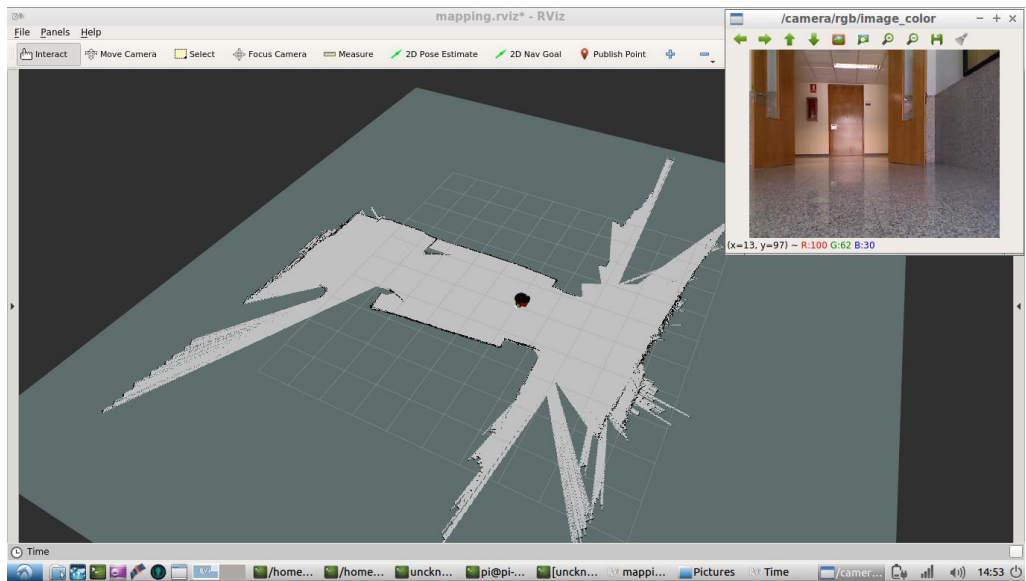 mapping.rviz* - RViz
File Panels Help
Interact Move Camera Select Focus Camera Measure 2D Pose Estimate 2D Nav Goal Publish Point
/camera/rgb/image_color
(x=13, y=97) ~ R:100 G:62 B:30
Time
/home... /home... unckn... pi@pi-... [unckn... mappi... Pictures Time /camer... 14:53